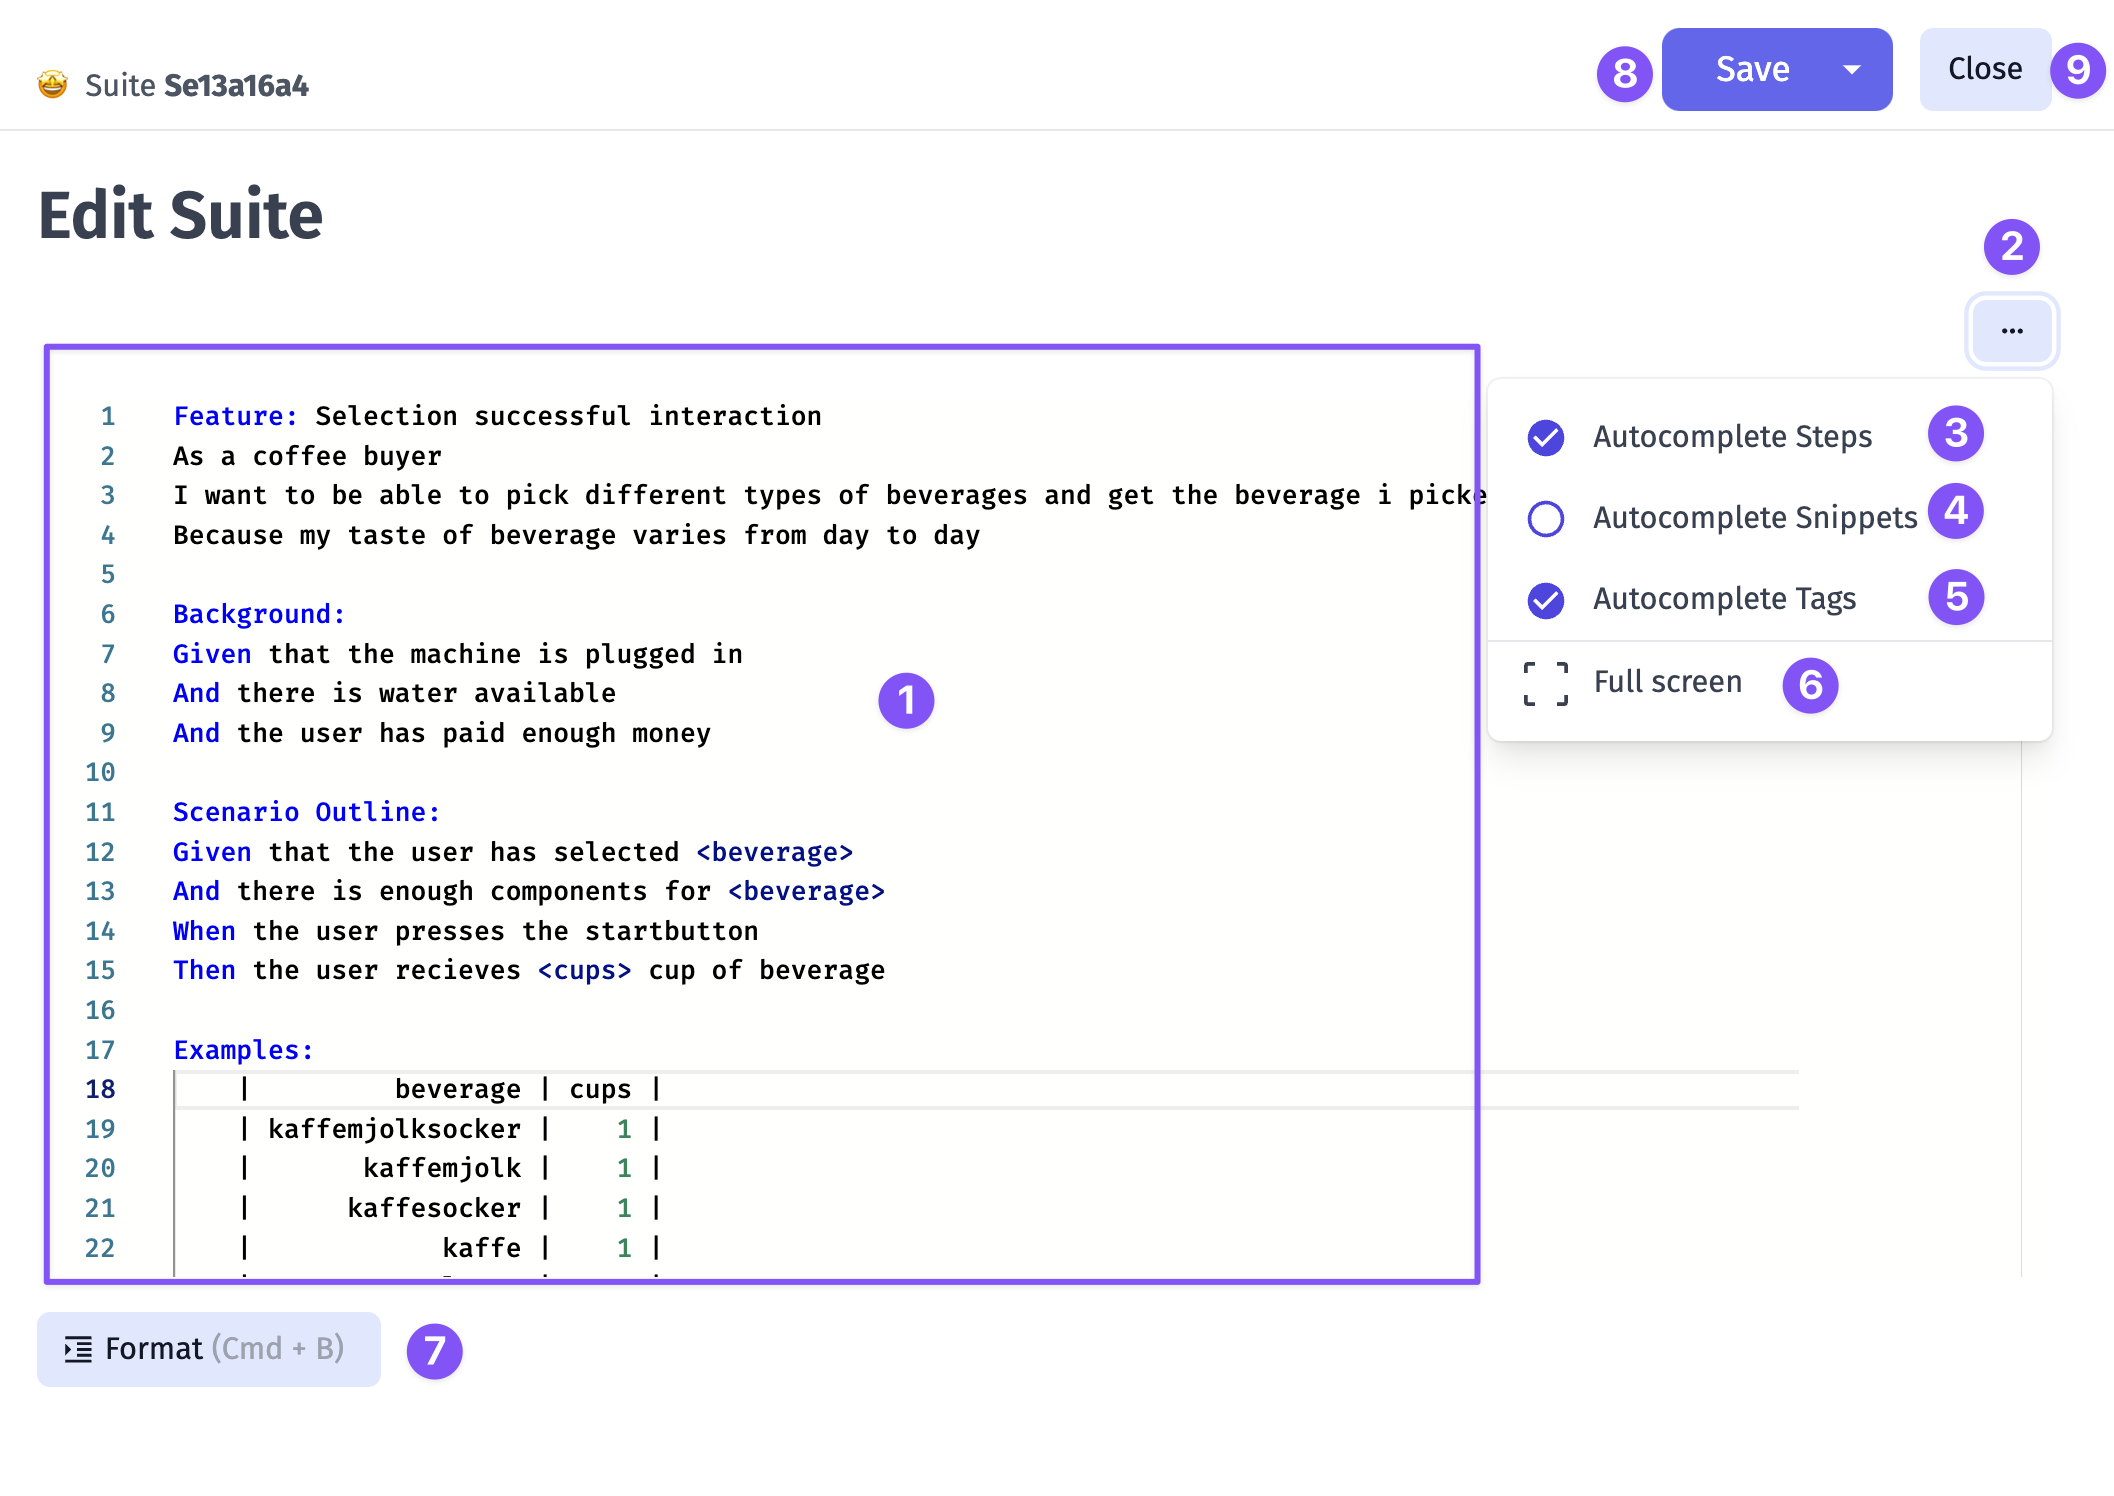 🤩 Suite Se13a16a4
8 Save Close 9
Edit Suite
2
...
1 Feature: Selection successful interaction
2 As a coffee buyer
3 I want to be able to pick different types of beverages and get the beverage i picke
4 Because my taste of beverage varies from day to day
5
6 Background:
7 Given that the machine is plugged in
8 And there is water available
9 And the user has paid enough money
10
11 Scenario Outline:
12 Given that the user has selected <beverage>
13 And there is enough components for <beverage>
14 When the user presses the startbutton
15 Then the user recieves <cups> cup of beverage
16
17 Examples:
18 | beverage | cups |
19 | kaffemjolksocker | 1 |
20 | kaffemjolk | 1 |
21 | kaffesocker | 1 |
22 | kaffe | 1 |
1
Autocomplete Steps 3
Autocomplete Snippets 4
Autocomplete Tags 5
Full screen 6
Format (Cmd + B) 7